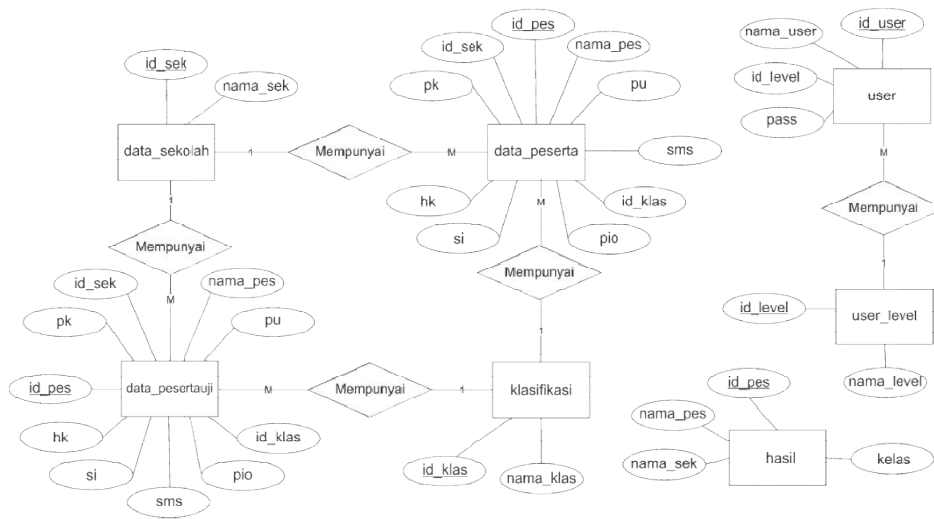 id_pes
id_user
nama_user
id_sek
nama_pes
id_sek
pk
pu
id_level
user
nama_sek
pass
data_sekolah
1
Mempunyai
M
data_peserta
sms
M
hk
id_klas
1
M
Mempunyai
si
pio
Mempunyai
Mempunyai
1
id_sek
nama_pes
M
id_level
user_level
pk
pu
1
id_pes
data_pesertauji
M
Mempunyai
1
klasifikasi
id_pes
nama_level
nama_pes
hk
id_klas
hasil
kelas
nama_sek
si
pio
id_klas
nama_klas
sms